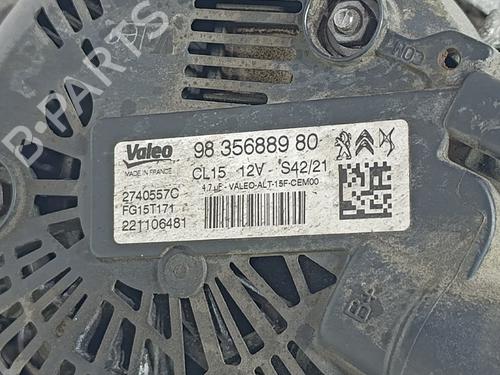 COM
Valeo
MADE IN FRANCE
98 356889 80
CL15 12V - S42/21
4.7 µF - VALEO-ALT-15F-CEM00
2740557C
FG15T171
221106481
B+
B-PARTS